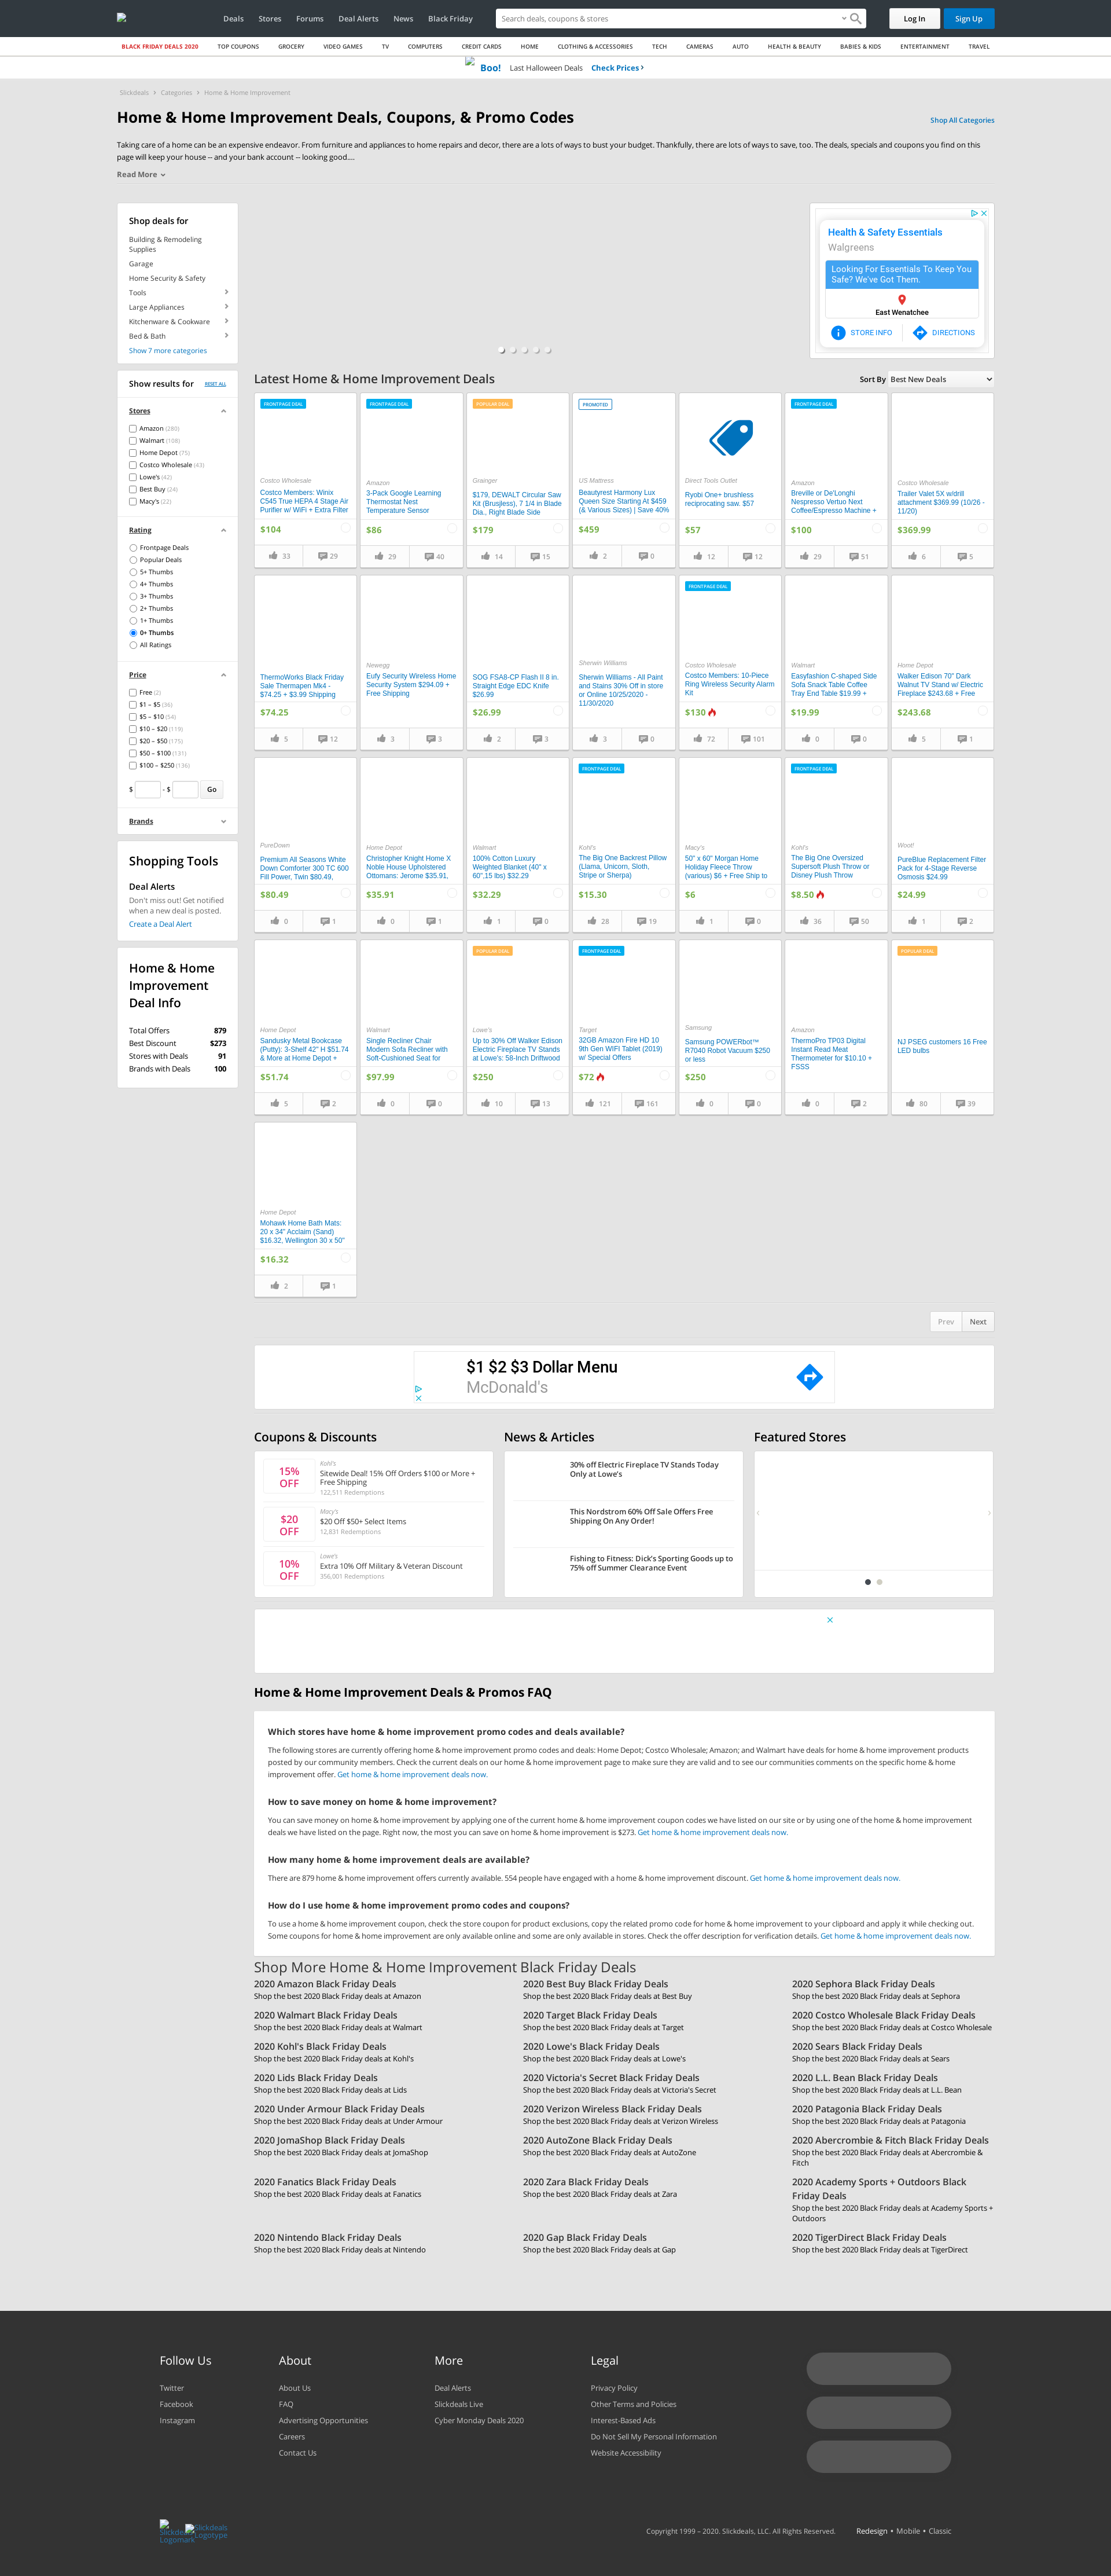 Deals Stores Forums Deal Alerts News Black Friday
Search deals, coupons & stores
Log In Sign Up
BLACK FRIDAY DEALS 2020 TOP COUPONS GROCERY VIDEO GAMES TV COMPUTERS CREDIT CARDS HOME CLOTHING & ACCESSORIES TECH CAMERAS AUTO HEALTH & BEAUTY BABIES & KIDS ENTERTAINMENT TRAVEL
Boo! Last Halloween Deals Check Prices
Slickdeals Categories Home & Home Improvement
Home & Home Improvement Deals, Coupons, & Promo Codes
Shop All Categories
Taking care of a home can be an expensive endeavor. From furniture and appliances to home repairs and decor, there are a lots of ways to bust your budget. Thankfully, there are lots of ways to save, too. The deals, specials and coupons you find on
this page will keep your house -- and your bank account -- looking good....
Read More
Shop deals for
Building & Remodeling
Supplies
Garage
Home Security & Safety
Tools
Large Appliances
Kitchenware & Cookware
Bed & Bath
Show 7 more categories
Health & Safety Essentials
Walgreens
Looking For Essentials To Keep You
Safe? We've Got Them.
East Wenatchee
STORE INFO DIRECTIONS
Show results for RESET ALL
Stores
Amazon (280)
Walmart (108)
Home Depot (75)
Costco Wholesale (43)
Lowe's (42)
Best Buy (24)
Macy's (22)
Rating
Frontpage Deals
Popular Deals
5+ Thumbs
4+ Thumbs
3+ Thumbs
2+ Thumbs
1+ Thumbs
0+ Thumbs
All Ratings
Price
Free (2)
$1 – $5 (36)
$5 – $10 (54)
$10 – $20 (119)
$20 – $50 (175)
$50 – $100 (131)
$100 – $250 (136)
$ - $ Go
Brands
Shopping Tools
Deal Alerts
Don't miss out! Get notified
when a new deal is posted.
Create a Deal Alert
Home & Home
Improvement
Deal Info
Total Offers 879
Best Discount $273
Stores with Deals 91
Brands with Deals 100
Latest Home & Home Improvement Deals
Sort By Best New Deals
FRONTPAGE DEAL
Costco Wholesale
Costco Members: Winix
C545 True HEPA 4 Stage Air
Purifier w/ WiFi + Extra Filter
$104
33 29
FRONTPAGE DEAL
Amazon
3-Pack Google Learning
Thermostat Nest
Temperature Sensor
$86
29 40
POPULAR DEAL
Grainger
$179, DEWALT Circular Saw
Kit (Brusjless), 7 1/4 in Blade
Dia., Right Blade Side
$179
14 15
PROMOTED
US Mattress
Beautyrest Harmony Lux
Queen Size Starting At $459
(& Various Sizes) | Save 40%
$459
2 0
Direct Tools Outlet
Ryobi One+ brushless
reciprocating saw. $57
$57
12 12
FRONTPAGE DEAL
Amazon
Breville or De'Longhi
Nespresso Vertuo Next
Coffee/Espresso Machine +
$100
29 51
Costco Wholesale
Trailer Valet 5X w/drill
attachment $369.99 (10/26 -
11/20)
$369.99
6 5
ThermoWorks Black Friday
Sale Thermapen Mk4 -
$74.25 + $3.99 Shipping
$74.25
5 12
Newegg
Eufy Security Wireless Home
Security System $294.09 +
Free Shipping
3 3
SOG FSA8-CP Flash II 8 in.
Straight Edge EDC Knife
$26.99
$26.99
2 3
Sherwin Williams
Sherwin Williams - All Paint
and Stains 30% Off in store
or Online 10/25/2020 -
11/30/2020
3 0
FRONTPAGE DEAL
Costco Wholesale
Costco Members: 10-Piece
Ring Wireless Security Alarm
Kit
$130
72 101
Walmart
Easyfashion C-shaped Side
Sofa Snack Table Coffee
Tray End Table $19.99 +
$19.99
0 0
Home Depot
Walker Edison 70" Dark
Walnut TV Stand w/ Electric
Fireplace $243.68 + Free
$243.68
5 1
PureDown
Premium All Seasons White
Down Comforter 300 TC 600
Fill Power, Twin $80.49,
$80.49
0 1
Home Depot
Christopher Knight Home X
Noble House Upholstered
Ottomans: Jerome $35.91,
$35.91
0 1
Walmart
100% Cotton Luxury
Weighted Blanket (40" x
60",15 lbs) $32.29
$32.29
1 0
FRONTPAGE DEAL
Kohl's
The Big One Backrest Pillow
(Llama, Unicorn, Sloth,
Stripe or Sherpa)
$15.30
28 19
Macy's
50" x 60" Morgan Home
Holiday Fleece Throw
(various) $6 + Free Ship to
$6
1 0
FRONTPAGE DEAL
Kohl's
The Big One Oversized
Supersoft Plush Throw or
Disney Plush Throw
$8.50
36 50
Woot!
PureBlue Replacement Filter
Pack for 4-Stage Reverse
Osmosis $24.99
$24.99
1 2
Home Depot
Sandusky Metal Bookcase
(Putty): 3-Shelf 42" H $51.74
& More at Home Depot +
$51.74
5 2
Walmart
Single Recliner Chair
Modern Sofa Recliner with
Soft-Cushioned Seat for
$97.99
0 0
POPULAR DEAL
Lowe's
Up to 30% Off Walker Edison
Electric Fireplace TV Stands
at Lowe's: 58-Inch Driftwood
$250
10 13
FRONTPAGE DEAL
Target
32GB Amazon Fire HD 10
9th Gen WIFI Tablet (2019)
w/ Special Offers
$72
121 161
Samsung
Samsung POWERbot™
R7040 Robot Vacuum $250
or less
$250
0 0
Amazon
ThermoPro TP03 Digital
Instant Read Meat
Thermometer for $10.10 +
FSSS
0 2
POPULAR DEAL
NJ PSEG customers 16 Free
LED bulbs
80 39
Home Depot
Mohawk Home Bath Mats:
20 x 34" Acclaim (Sand)
$16.32, Wellington 30 x 50"
$16.32
2 1
Prev Next
$1 $2 $3 Dollar Menu
McDonald's
Coupons & Discounts
15% OFF
Kohl's
Sitewide Deal! 15% Off Orders $100 or More +
Free Shipping
122,511 Redemptions
$20 OFF
Macy's
$20 Off $50+ Select Items
12,831 Redemptions
10% OFF
Lowe's
Extra 10% Off Military & Veteran Discount
356,001 Redemptions
News & Articles
30% off Electric Fireplace TV Stands Today
Only at Lowe's
This Nordstrom 60% Off Sale Offers Free
Shipping On Any Order!
Fishing to Fitness: Dick's Sporting Goods up to
75% off Summer Clearance Event
Featured Stores
Home & Home Improvement Deals & Promos FAQ
Which stores have home & home improvement promo codes and deals available?
The following stores are currently offering home & home improvement promo codes and deals: Home Depot; Costco Wholesale; Amazon; and Walmart have deals for home & home improvement products
posted by our community members. Check the current deals on our home & home improvement page to make sure they are valid and to see our communities comments on the specific home & home
improvement offer. Get home & home improvement deals now.
How to save money on home & home improvement?
You can save money on home & home improvement by applying one of the current home & home improvement coupon codes we have listed on our site or by using one of the home & home improvement
deals we have listed on the page. Right now, the most you can save on home & home improvement is $273. Get home & home improvement deals now.
How many home & home improvement deals are available?
There are 879 home & home improvement offers currently available. 554 people have engaged with a home & home improvement discount. Get home & home improvement deals now.
How do I use home & home improvement promo codes and coupons?
To use a home & home improvement coupon, check the store coupon for product exclusions, copy the related promo code for home & home improvement to your clipboard and apply it while checking out.
Some coupons for home & home improvement are only available online and some are only available in stores. Check the offer description for verification details. Get home & home improvement deals now.
Shop More Home & Home Improvement Black Friday Deals
2020 Amazon Black Friday Deals
Shop the best 2020 Black Friday deals at Amazon
2020 Best Buy Black Friday Deals
Shop the best 2020 Black Friday deals at Best Buy
2020 Sephora Black Friday Deals
Shop the best 2020 Black Friday deals at Sephora
2020 Walmart Black Friday Deals
Shop the best 2020 Black Friday deals at Walmart
2020 Target Black Friday Deals
Shop the best 2020 Black Friday deals at Target
2020 Costco Wholesale Black Friday Deals
Shop the best 2020 Black Friday deals at Costco Wholesale
2020 Kohl's Black Friday Deals
Shop the best 2020 Black Friday deals at Kohl's
2020 Lowe's Black Friday Deals
Shop the best 2020 Black Friday deals at Lowe's
2020 Sears Black Friday Deals
Shop the best 2020 Black Friday deals at Sears
2020 Lids Black Friday Deals
Shop the best 2020 Black Friday deals at Lids
2020 Victoria's Secret Black Friday Deals
Shop the best 2020 Black Friday deals at Victoria's Secret
2020 L.L. Bean Black Friday Deals
Shop the best 2020 Black Friday deals at L.L. Bean
2020 Under Armour Black Friday Deals
Shop the best 2020 Black Friday deals at Under Armour
2020 Verizon Wireless Black Friday Deals
Shop the best 2020 Black Friday deals at Verizon Wireless
2020 Patagonia Black Friday Deals
Shop the best 2020 Black Friday deals at Patagonia
2020 JomaShop Black Friday Deals
Shop the best 2020 Black Friday deals at JomaShop
2020 AutoZone Black Friday Deals
Shop the best 2020 Black Friday deals at AutoZone
2020 Abercrombie & Fitch Black Friday Deals
Shop the best 2020 Black Friday deals at Abercrombie &
Fitch
2020 Fanatics Black Friday Deals
Shop the best 2020 Black Friday deals at Fanatics
2020 Zara Black Friday Deals
Shop the best 2020 Black Friday deals at Zara
2020 Academy Sports + Outdoors Black
Friday Deals
Shop the best 2020 Black Friday deals at Academy Sports +
Outdoors
2020 Nintendo Black Friday Deals
Shop the best 2020 Black Friday deals at Nintendo
2020 Gap Black Friday Deals
Shop the best 2020 Black Friday deals at Gap
2020 TigerDirect Black Friday Deals
Shop the best 2020 Black Friday deals at TigerDirect
Follow Us
Twitter
Facebook
Instagram
About
About Us
FAQ
Advertising Opportunities
Careers
Contact Us
More
Deal Alerts
Slickdeals Live
Cyber Monday Deals 2020
Legal
Privacy Policy
Other Terms and Policies
Interest-Based Ads
Do Not Sell My Personal Information
Website Accessibility
Slickdeals Logomark
Slickdeals Logotype
Copyright 1999 – 2020. Slickdeals, LLC. All Rights Reserved. Redesign • Mobile • Classic